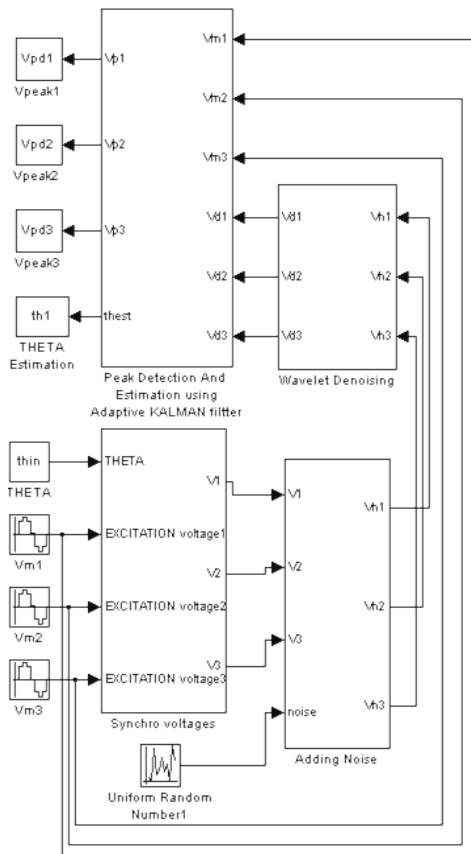 Vpd1
Vpeak1
Vpd2
Vpeak2
Vpd3
Vpeak3
th1
THETA
Estimation
Vp1
Vp2
Vp3
thest
Vm1
Vm2
Vm3
Vd1
Vd2
Vd3
Peak Detection And
Estimation using
Adaptive KALMAN filtter
Vd1
Vd2
Vd3
Vh1
Vh2
Vh3
Wavelet Denoising
thin
THETA
Vm1
Vm2
Vm3
THETA
EXCITATION voltage1
EXCITATION voltage2
EXCITATION voltage3
V1
V2
V3
Synchro voltages
V1
V2
V3
noise
Vh1
Vh2
Vh3
Adding Noise
Uniform Random
Number1